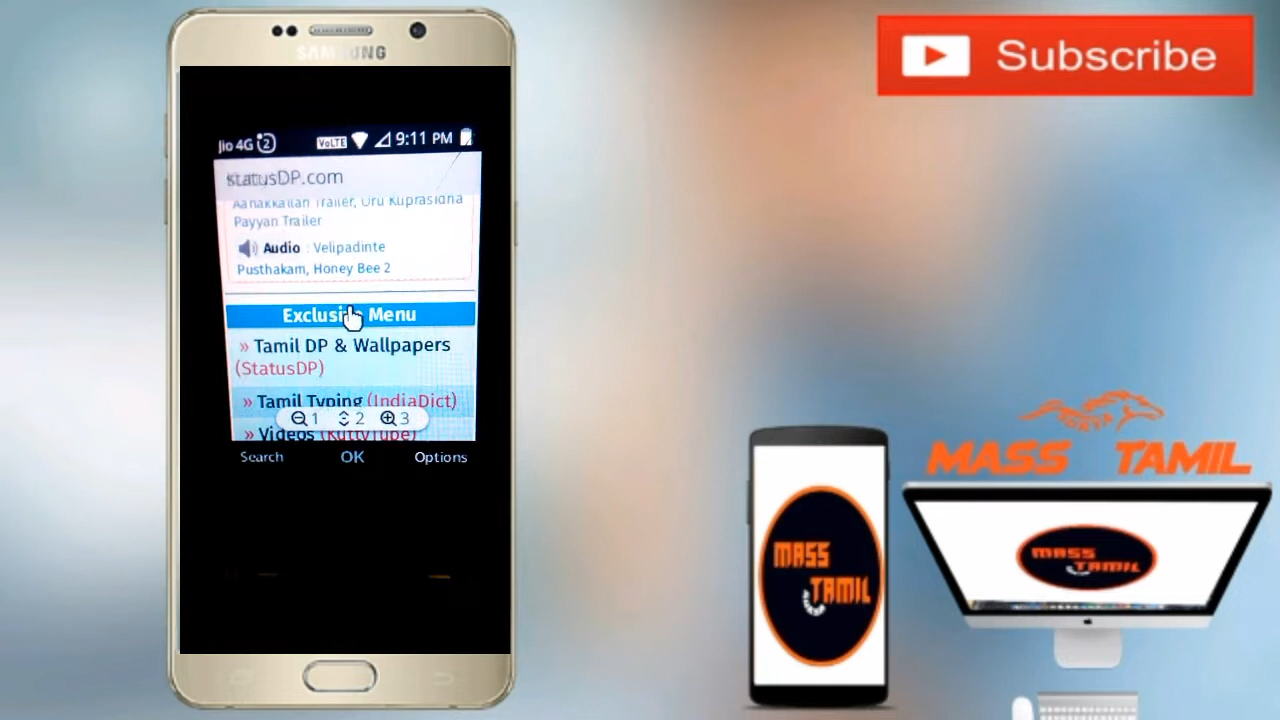 SAMSUNG
Jio 4G 2 VoLTE 9:11 PM
statusDP.com
Aanakkallan Trailer, Oru Kuprasidha
Payyan Trailer
Audio : Velipadinte
Pusthakam, Honey Bee 2
Exclusive Menu
» Tamil DP & Wallpapers
(StatusDP)
» Tamil Typing (IndiaDict)
1 2 3
» Videos (KuttyTube)
Search OK Options
Subscribe
MASS TAMIL
MASS
TAMIL
MASS
TAMIL